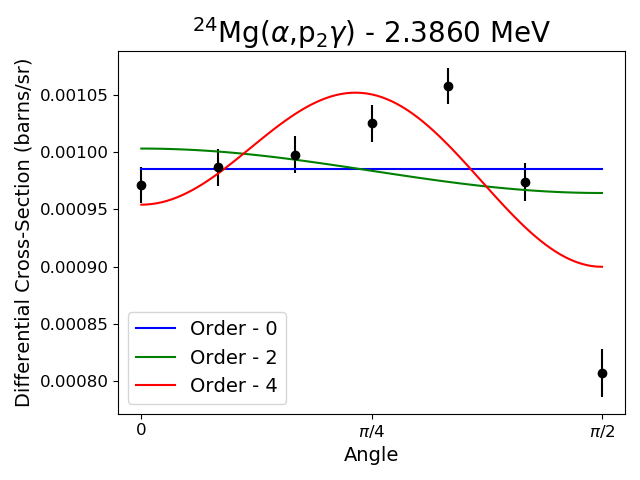 ²⁴Mg(α,p₂γ) - 2.3860 MeV
Differential Cross-Section (barns/sr)
0.00105
0.00100
0.00095
0.00090
0.00085
0.00080
Order - 0
Order - 2
Order - 4
0
π/4
π/2
Angle